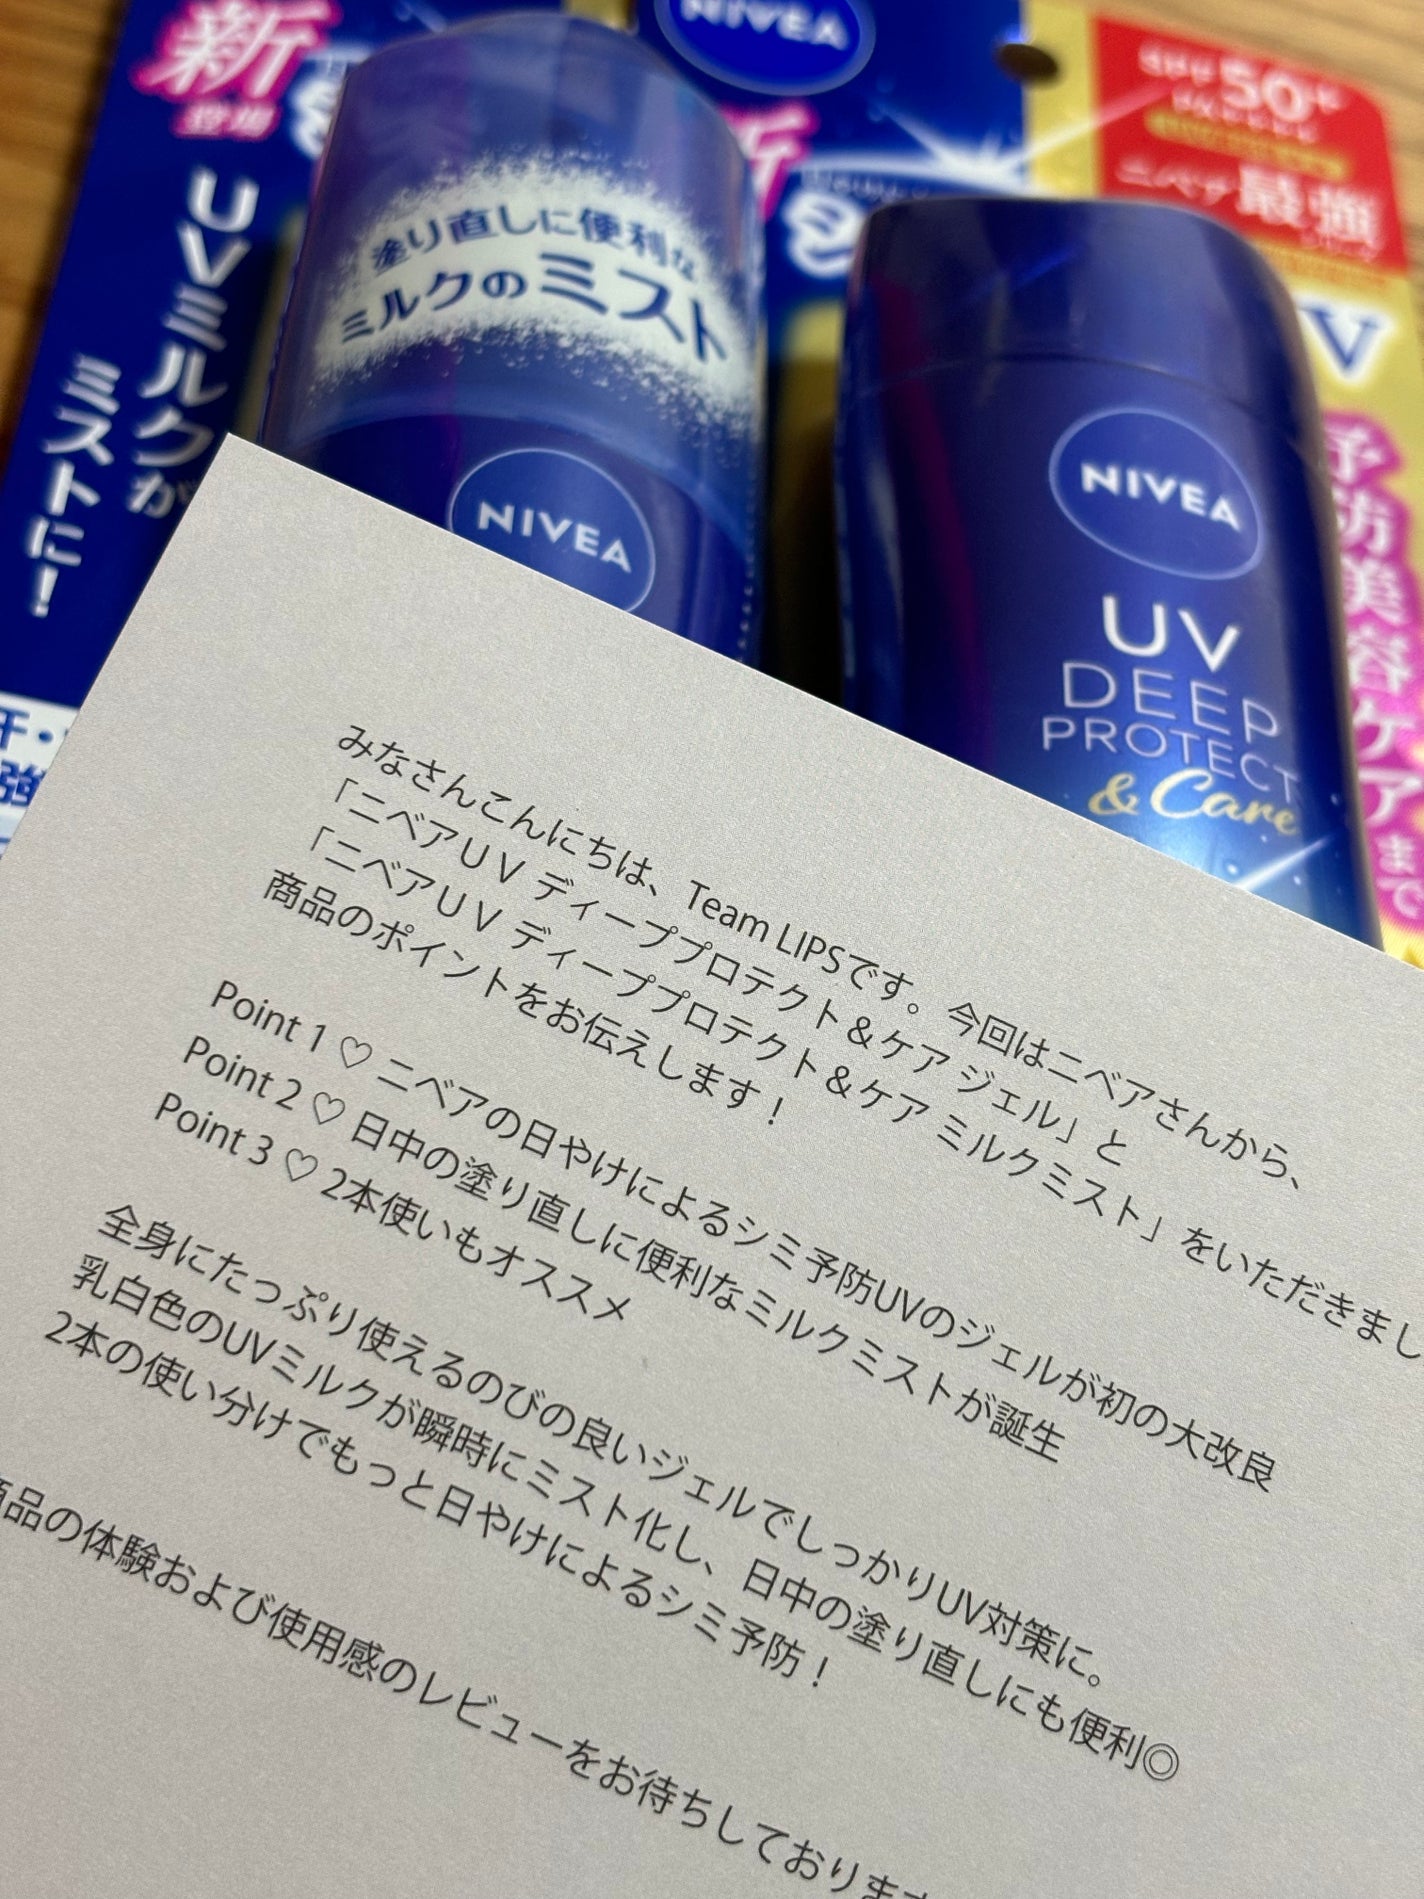 新
登場
UVミルクが
ミストに!
塗り直しに便利な
ミルクのミスト
NIVEA
NIVEA
新
シ
SPF50+
PA++++
ニベア最強
V
予防美容ケアまで
NIVEA
UV
DEEP
PROTECT
& Care
汗・
強
みなさんこんにちは、Team LIPSです。今回はニベアさんから、
「ニベアUV ディーププロテクト&ケア ジェル」と
「ニベアUV ディーププロテクト&ケア ミルクミスト」をいただきまし
商品のポイントをお伝えします!
Point 1 ♡ ニベアの日やけによるシミ予防UVのジェルが初の大改良
Point 2 ♡ 日中の塗り直しに便利なミルクミストが誕生
Point 3 ♡ 2本使いもオススメ
全身にたっぷり使えるのびの良いジェルでしっかりUV対策に。
乳白色のUVミルクが瞬時にミスト化し、日中の塗り直しにも便利◎
2本の使い分けでもっと日やけによるシミ予防!
商品の体験および使用感のレビューをお待ちしております